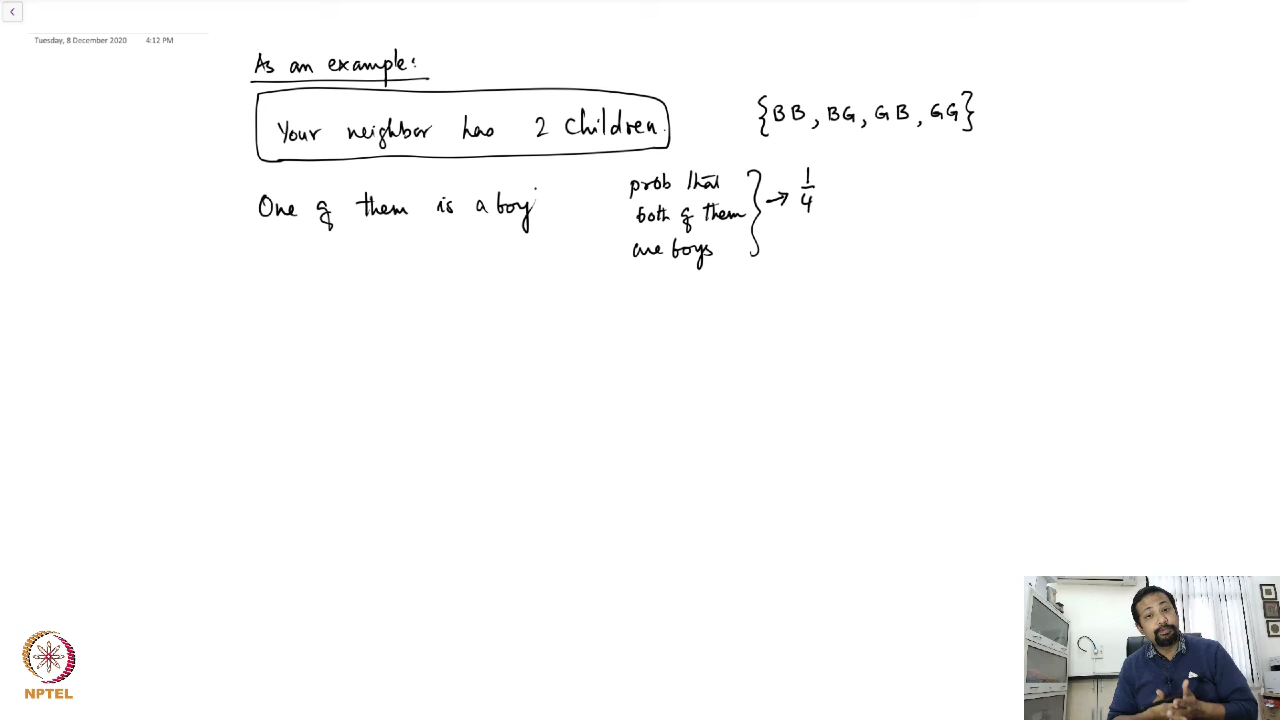 Tuesday, 8 December 2020 4:12 PM
As an example:
Your neighbor has 2 children.
{BB, BG, GB, GG}
One of them is a boy
prob that
both of them
are boys
→ 1/4
NPTEL